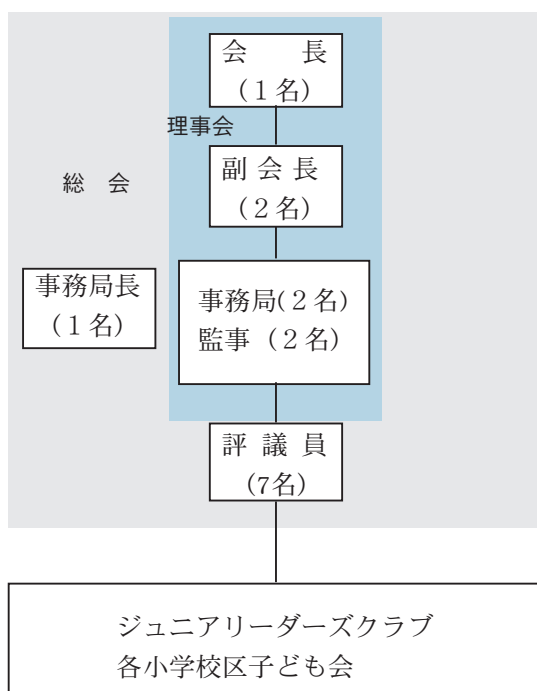 会　長
(１名)
理事会
副会長
(２名)
総　会
事務局長
(１名)
事務局(２名)
監事 (２名)
評議員
(7名)
ジュニアリーダーズクラブ
各小学校区子ども会